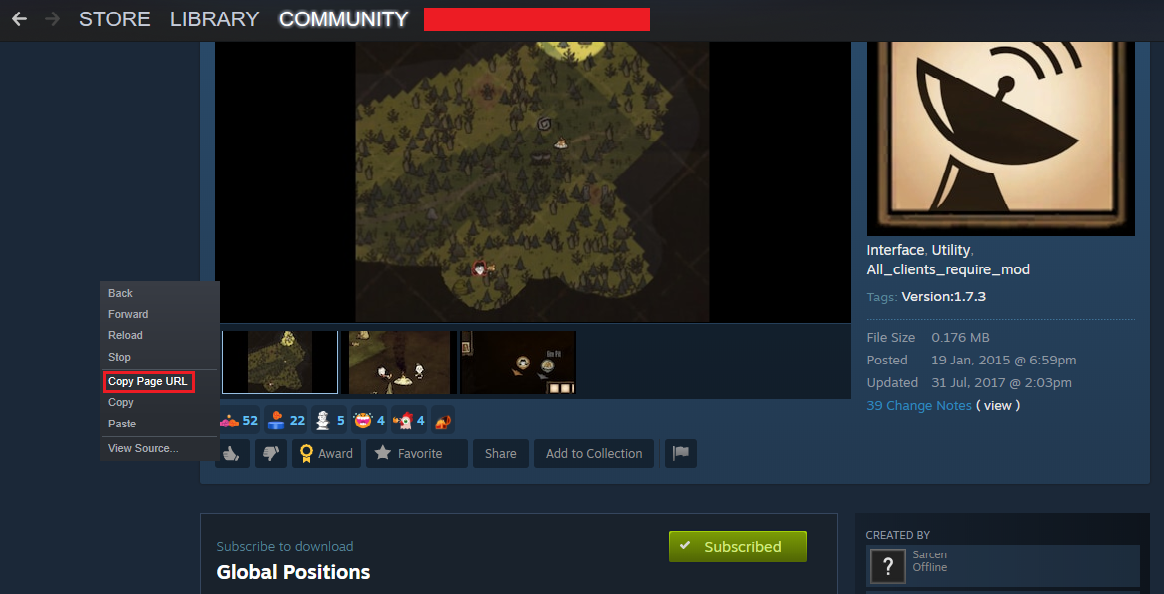 STORE LIBRARY COMMUNITY
Interface, Utility,
All_clients_require_mod
Tags: Version:1.7.3
File Size 0.176 MB
Posted 19 Jan, 2015 @ 6:59pm
Updated 31 Jul, 2017 @ 2:03pm
39 Change Notes ( view )
Back
Forward
Reload
Stop
Copy Page URL
Copy
Paste
View Source...
52 22 5 4 4
Award Favorite Share Add to Collection
Subscribe to download
Global Positions
Subscribed
CREATED BY
Sarcen
Offline